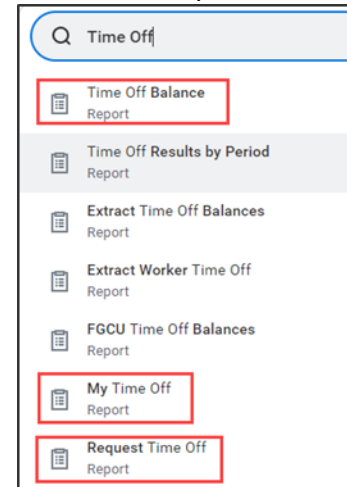 Time Off
Time Off Balance
Report
Time Off Results by Period
Report
Extract Time Off Balances
Report
Extract Worker Time Off
Report
FGCU Time Off Balances
Report
My Time Off
Report
Request Time Off
Report